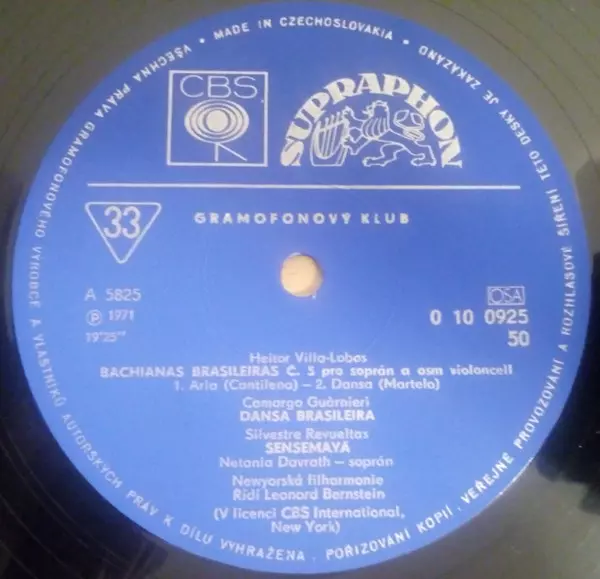 VŠECHNA PRÁVA GRAMOFONOVÉHO VÝROBCE A VLASTNÍKŮ AUTORSKÝCH PRÁV K DÍLU VYHRAŽENA. POŘIZOVÁNÍ KOPIÍ, VEŘEJNÉ PROVOZOVÁNÍ A ROZHLASOVÉ ŠÍŘENÍ TÉTO DESKY JE ZAKÁZÁNO • MADE IN CZECHOSLOVAKIA •
CBS
SUPRAPHON
33
GRAMOFONOVÝ KLUB
A 5825
Ⓟ 1971
19'25"
OSA
0 10 0925
50
Heitor Villa-Lobos
BACHIANAS BRASILEIRAS Č. 5 pro soprán a osm violoncell
1. Aria (Cantilena) – 2. Dansa (Martelo)
Camargo Guàrnieri
DANSA BRASILEIRA
Silvestre Revueltas
SENSEMAYÁ
Netania Davrath – soprán
Newyorská filharmonie
Řídí Leonard Bernstein
(V licenci CBS International,
New York)